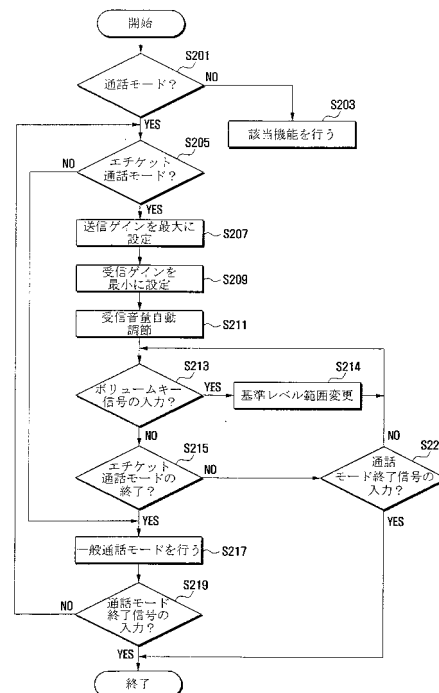 開始
S201
通話モード？
NO
S203
YES
該当機能を行う
S205
NO
エチケット
通話モード？
YES
送信ゲインを最大に
設定
S207
受信ゲインを
最小に設定
S209
受信音量自動
調節
S211
S213
S214
ボリュームキー
信号の入力？
YES
基準レベル範囲変更
NO
S215
NO
S22
エチケット
通話モードの
終了？
NO
通話
モード終了信号の
入力？
YES
YES
一般通話モードを行う
S217
S219
NO
通話モード
終了信号の
入力？
YES
終了